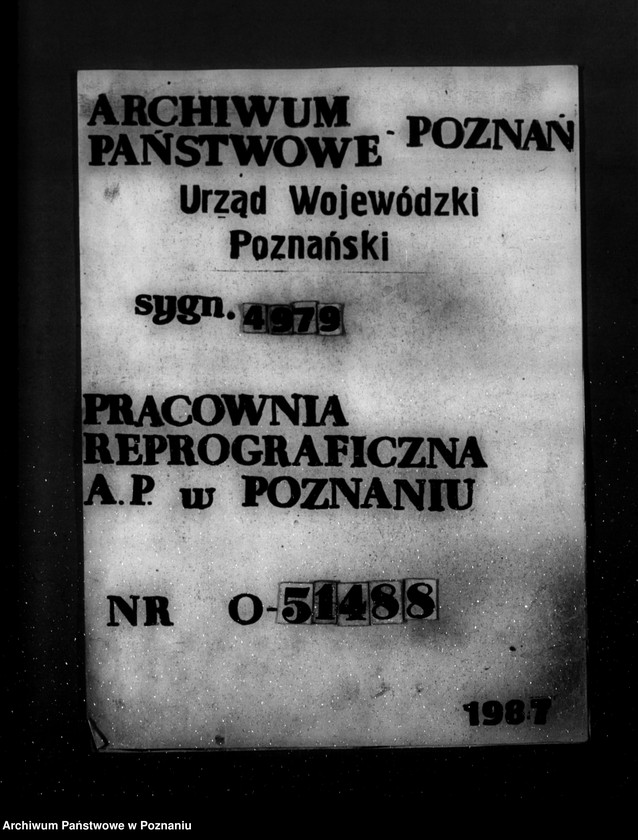 ARCHIWUM
PAŃSTWOWE - POZNAŃ
Urząd Wojewódzki
Poznański
sygn. 4979
PRACOWNIA
REPROGRAFICZNA
A.P. w POZNANIU
NR O-51488
1987
Archiwum Państwowe w Poznaniu